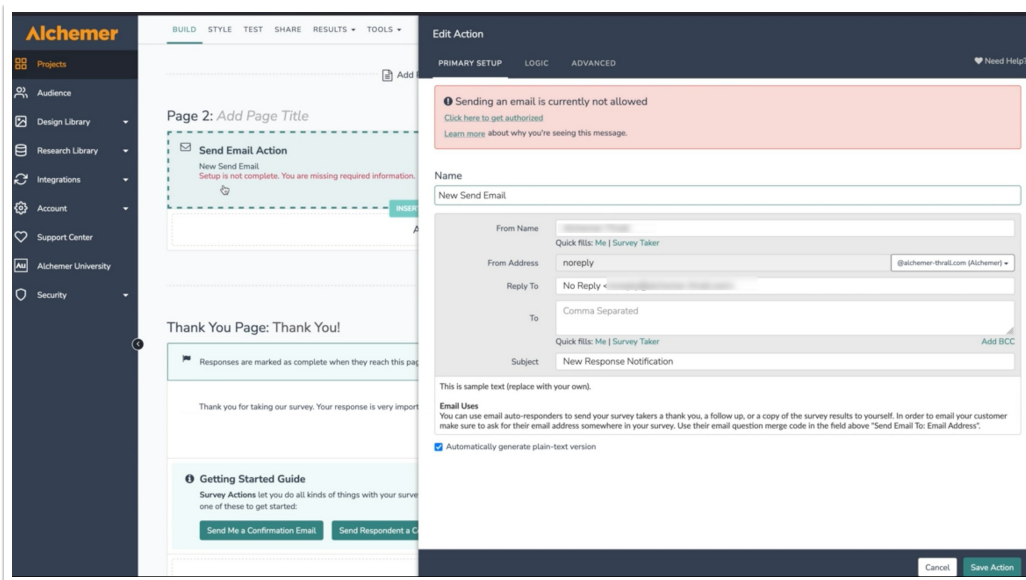 Alchemer
Projects
Audience
Design Library
Research Library
Integrations
Account
Support Center
AU Alchemer University
Security
BUILD STYLE TEST SHARE RESULTS TOOLS
Add
Page 2: Add Page Title
Send Email Action
New Send Email
Setup is not complete. You are missing required information.
INSERT
Thank You Page: Thank You!
Responses are marked as complete when they reach this pag
Thank you for taking our survey. Your response is very import
Getting Started Guide
Survey Actions let you do all kinds of things with your surve
one of these to get started:
Send Me a Confirmation Email Send Respondent a C
Edit Action
PRIMARY SETUP LOGIC ADVANCED Need Help?
Sending an email is currently not allowed
Click here to get authorized
Learn more about why you're seeing this message.
Name
New Send Email
From Name
Quick fills: Me | Survey Taker
From Address noreply @alchemer-thrall.com (Alchemer)
Reply To No Reply <
To Comma Separated
Quick fills: Me | Survey Taker Add BCC
Subject New Response Notification
This is sample text (replace with your own).
Email Uses
You can use email auto-responders to send your survey takers a thank you, a follow up, or a copy of the survey results to yourself. In order to email your customer
make sure to ask for their email address somewhere in your survey. Use their email question merge code in the field above "Send Email To: Email Address".
Automatically generate plain-text version
Cancel Save Action